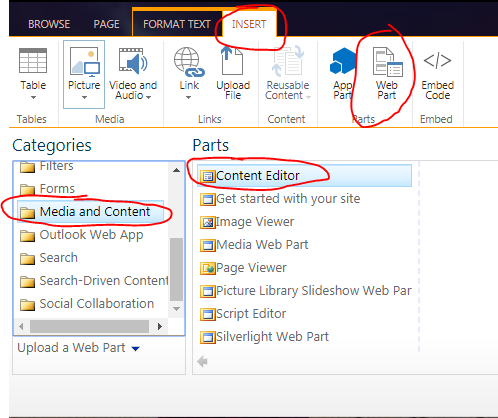 BROWSE PAGE FORMAT TEXT INSERT
Table
Picture
Video and Audio
Link
Upload File
Reusable Content
App Part
Web Part
Embed Code
Tables
Media
Links
Content
Parts
Embed
Categories
Filters
Forms
Media and Content
Outlook Web App
Search
Search-Driven Content
Social Collaboration
Upload a Web Part
Parts
Content Editor
Get started with your site
Image Viewer
Media Web Part
Page Viewer
Picture Library Slideshow Web Par
Script Editor
Silverlight Web Part